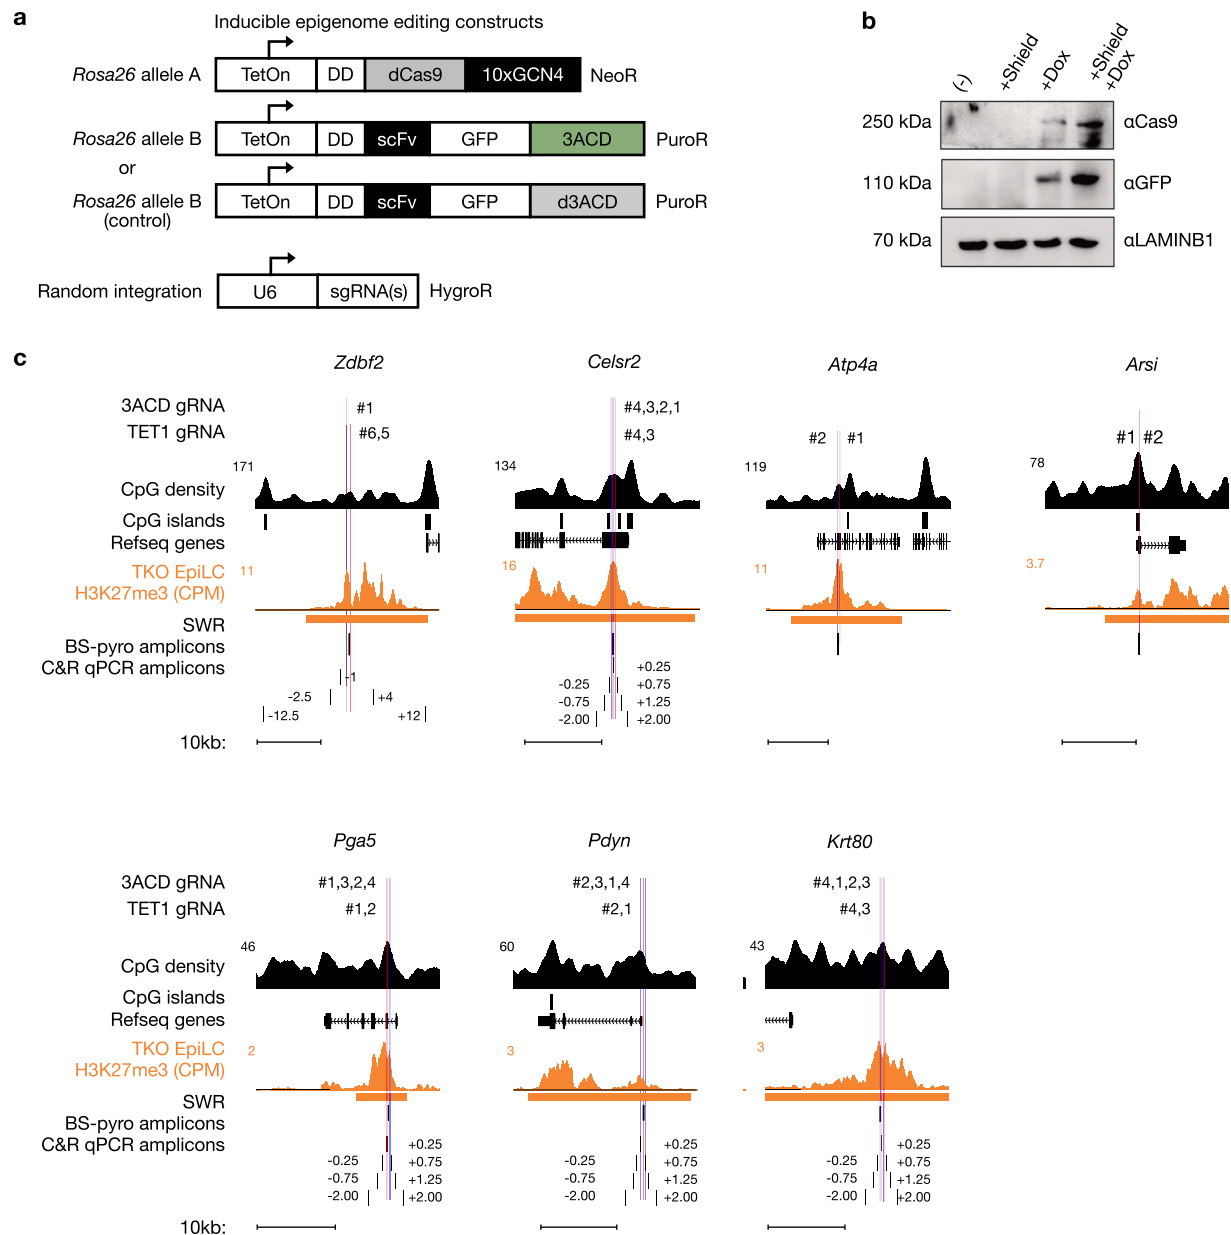 a
Inducible epigenome editing constructs
Rosa26 allele A TetOn DD dCas9 10xGCN4 NeoR
Rosa26 allele B TetOn DD scFv GFP 3ACD PuroR
or
Rosa26 allele B TetOn DD scFv GFP d3ACD PuroR
(control)
Random integration U6 sgRNA(s) HygroR
b
(-) +Shield +Dox +Shield +Dox
250 kDa αCas9
110 kDa αGFP
70 kDa αLAMINB1
c
Zdbf2 Celsr2 Atp4a Arsi
3ACD gRNA #1 #4,3,2,1
TET1 gRNA #6,5 #4,3 #2 #1 #1 #2
171 134 119 78
CpG density
CpG islands
Refseq genes
TKO EpiLC 11 16 11 3.7
H3K27me3 (CPM)
SWR
BS-pyro amplicons
C&R qPCR amplicons +0.25
-1 -0.25 +0.75
-2.5 +4 -0.75 +1.25
-12.5 +12 -2.00 +2.00
10kb:
Pga5 Pdyn Krt80
3ACD gRNA #1,3,2,4 #2,3,1,4 #4,1,2,3
TET1 gRNA #1,2 #2,1 #4,3
46 60 43
CpG density
CpG islands
Refseq genes
TKO EpiLC 2 3 3
H3K27me3 (CPM)
SWR
BS-pyro amplicons
C&R qPCR amplicons +0.25 +0.25 +0.25
-0.25 +0.75 -0.25 +0.75 -0.25 +0.75
-0.75 +1.25 -0.75 +1.25 -0.75 +1.25
-2.00 +2.00 -2.00 +2.00 -2.00 +2.00
10kb: